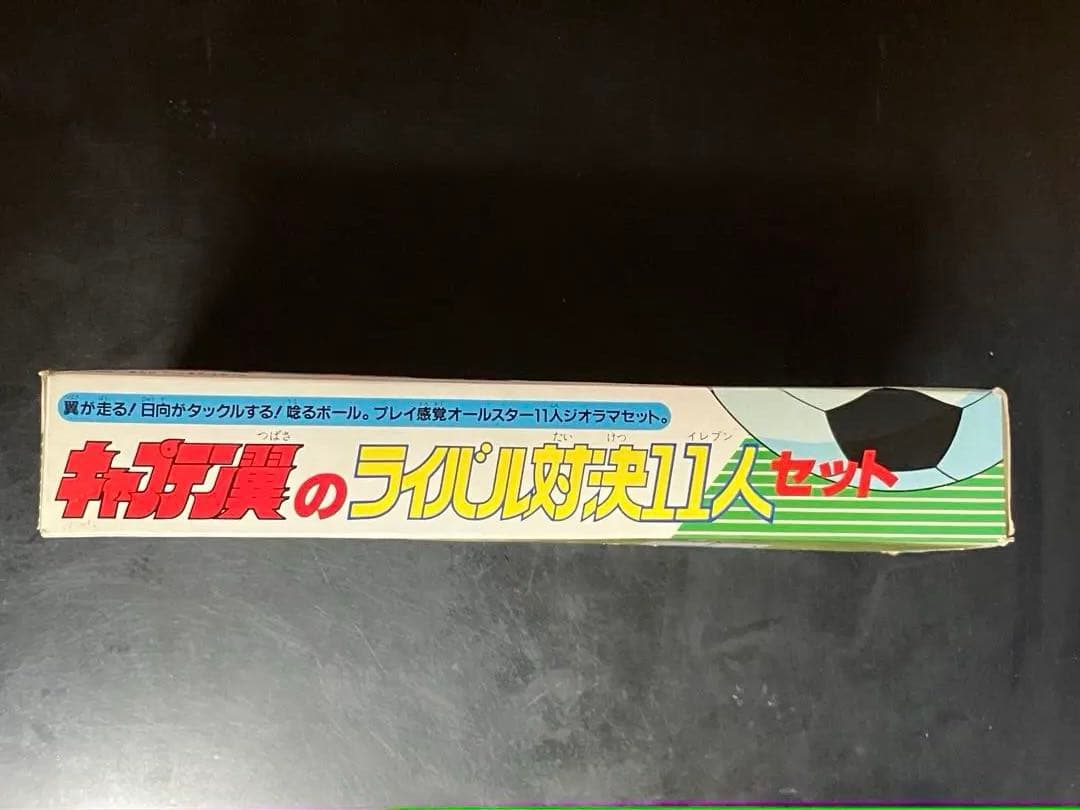 翼が走る!日向がタックルする!唸るボール。プレイ感覚オールスター11人ジオラマセット。
つばさ たい けつ イレブン
キャプテン翼のライバル対決11人セット